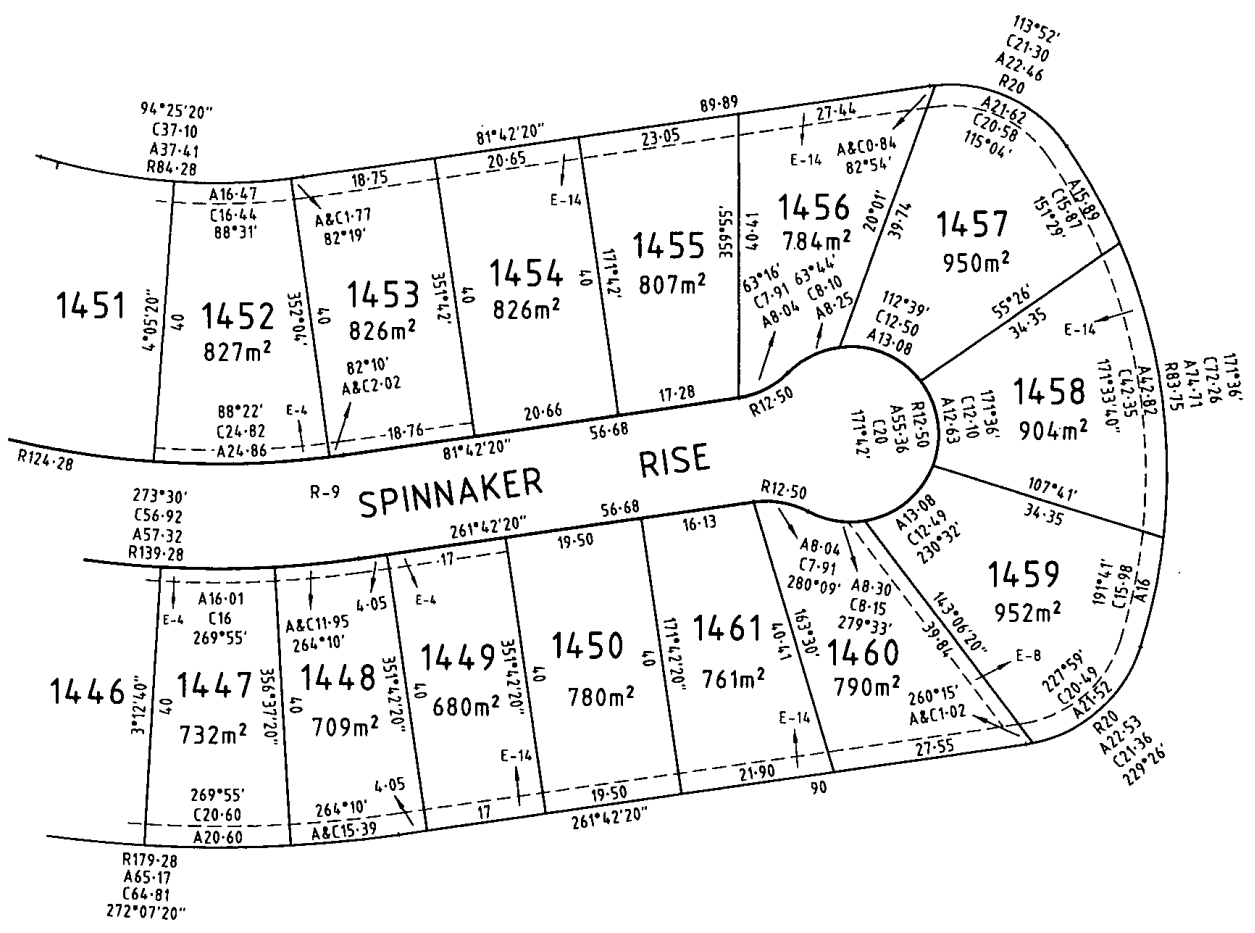 113°52'
C21·30
A22·46
R20
94°25'20"
C37·10
A37·41
R84·28
89·89
81°42'20"
27·44
23·05
20·65
18·75
A16·47
C16·44
88°31'
A&C1·77
82°19'
E-14
E-14
A&C0·84
82°54'
A21·62
C20·58
115°04'
A15·89
C15·87
151°29'
1451
4°05'20"
40
1452
827m²
352°04'
40
1453
826m²
351°42'
40
1454
826m²
40
171°42'
1455
807m²
359°55'
41·04
1456
784m²
20°01'
39·74
1457
950m²
63°16'
C7·91
A8·04
63°44'
C8·10
A8·25
112°39'
C12·50
A13·08
55°26'
34·35
E-14
1458
904m²
171°33'40"
C42·35
A42·82
R83·75
A74·71
C72·26
171°36'
82°10'
A&C2·02
88°22'
C24·82
A24·86
E-4
18·76
20·66
17·28
R12·50
81°42'20"
56·68
171°42'
C20
A55·36
R12·50
A12·63
C12·10
171°36'
R124·28
R-9
SPINNAKER RISE
107°41'
34·35
273°30'
C56·92
A57·32
R139·28
261°42'20"
56·68
R12·50
17
19·50
16·13
A13·08
C12·49
230°32'
E-4
A16·01
C16
269°55'
A&C11·95
264°10'
4·05
E-4
A8·04
C7·91
280°09'
A8·30
C8·15
279°33'
1459
952m²
191°41'
C15·98
A16
1446
3°12'40"
40
1447
732m²
356°37'20"
40
1448
709m²
351°42'20"
40
1449
680m²
351°42'20"
40
1450
780m²
40
171°42'20"
1461
761m²
40·41
163°30'
1460
790m²
143°06'20"
39·84
E-8
260°15'
A&C1·02
227°59'
C20·49
A21·52
R20
A22·53
C21·36
229°26'
E-14
E-14
269°55'
C20·60
A20·60
264°10'
A&C15·39
4·05
17
19·50
21·90
27·55
90
261°42'20"
R179·28
A65·17
C64·81
272°07'20"